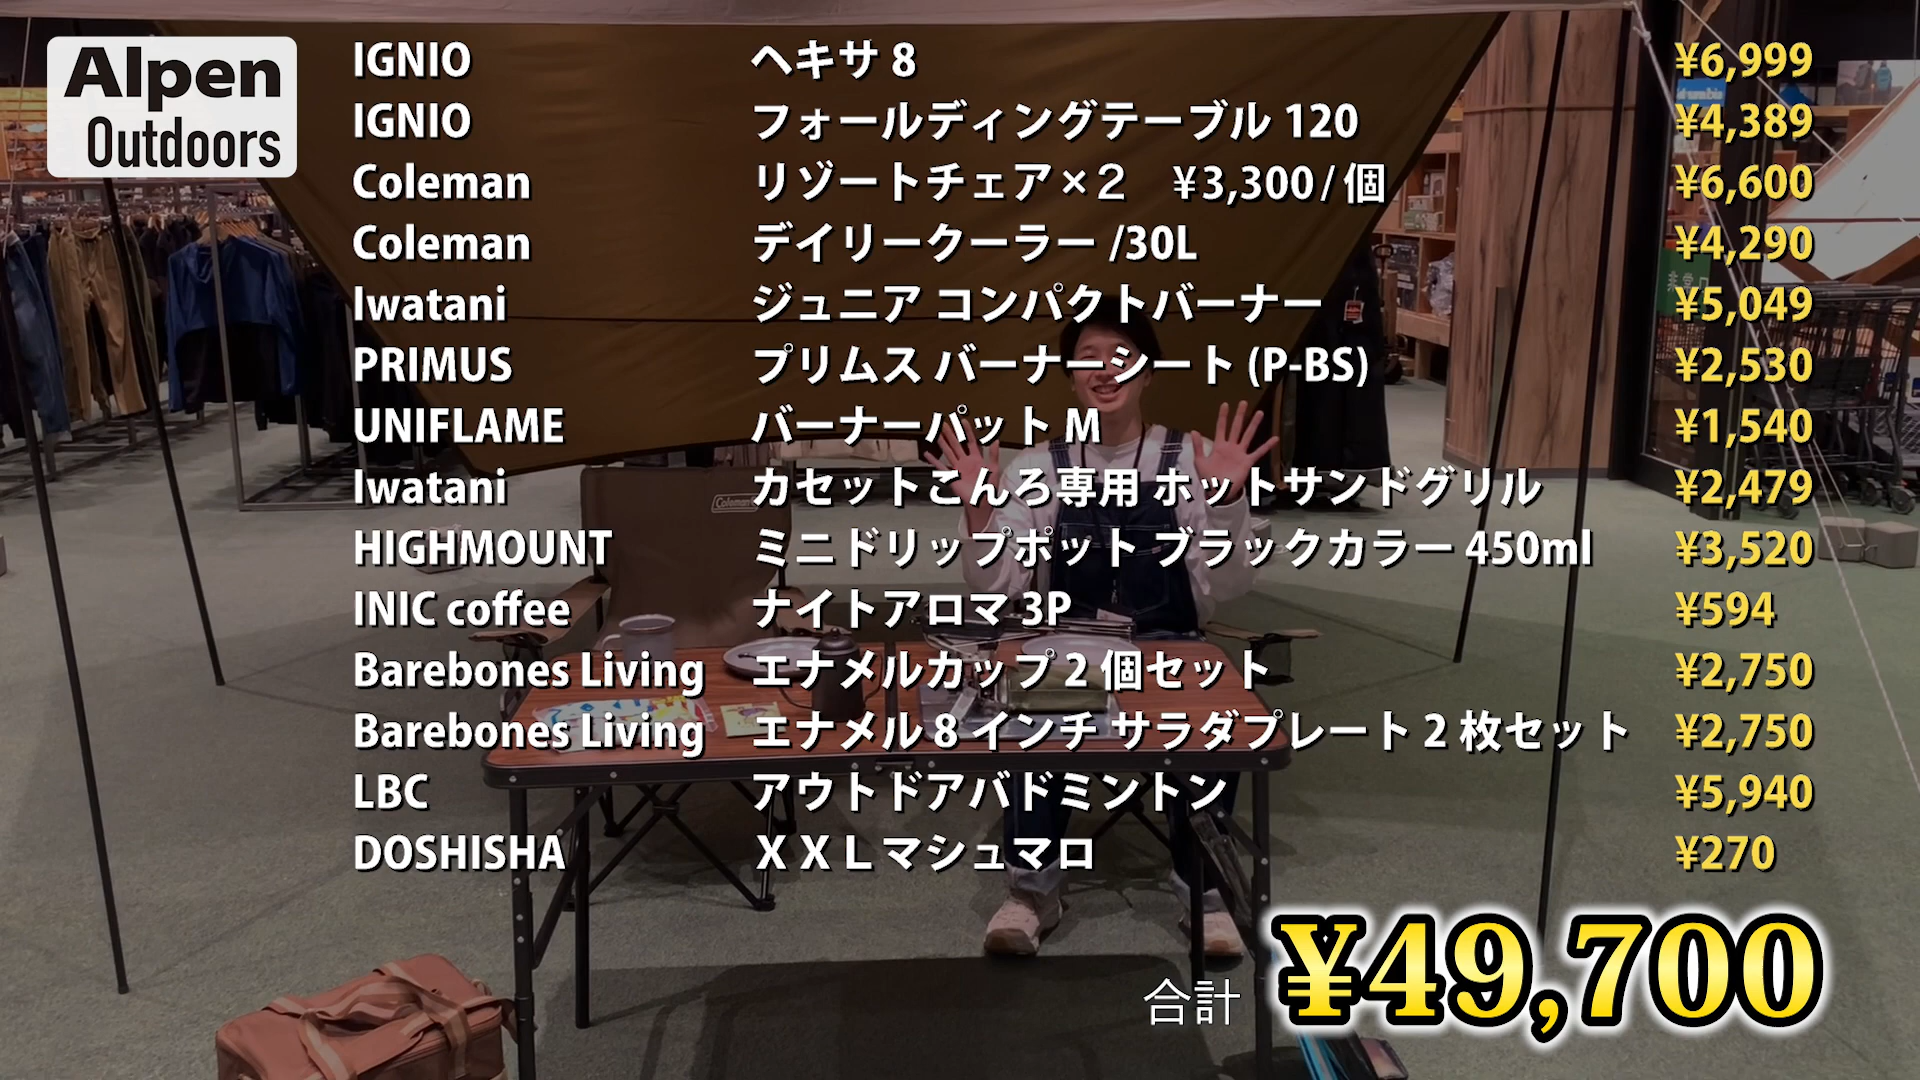 Alpen
Outdoors
IGNIO ヘキサ 8 ¥6,999
IGNIO フォールディングテーブル 120 ¥4,389
Coleman リゾートチェア×２　¥3,300/個 ¥6,600
Coleman デイリークーラー /30L ¥4,290
Iwatani ジュニア コンパクトバーナー ¥5,049
PRIMUS プリムス バーナーシート (P-BS) ¥2,530
UNIFLAME バーナーパット M ¥1,540
Iwatani カセットこんろ専用 ホットサンドグリル ¥2,479
HIGHMOUNT ミニドリップポット ブラックカラー 450ml ¥3,520
INIC coffee ナイトアロマ 3P ¥594
Barebones Living エナメルカップ 2 個セット ¥2,750
Barebones Living エナメル 8 インチ サラダプレート 2 枚セット ¥2,750
LBC アウトドアバドミントン ¥5,940
DOSHISHA ＸＸＬマシュマロ ¥270
合計 ¥49,700
Coleman
非常口